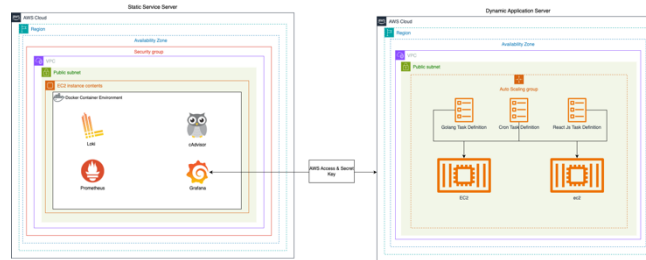 Static Service Server
AWS Cloud
Region
Availability Zone
Security group
VPC
Public subnet
EC2 instance contents
Docker Container Environment
Loki
cAdvisor
Prometheus
Grafana
AWS Access & Secret
Key
Dynamic Application Server
AWS Cloud
Region
Availability Zone
VPC
Public subnet
Auto Scaling group
Golang Task Definition
Cron Task Definition
React Js Task Definition
EC2
ec2